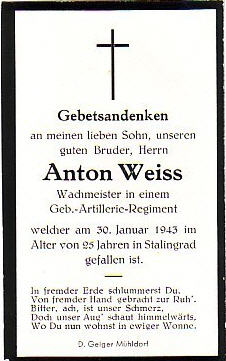 Gebetsandenken
an meinen lieben Sohn, unseren
guten Bruder, Herrn
Anton Weiss
Wachmeister in einem
Geb.-Artillerie-Regiment
welcher am 30. Januar 1943 im
Alter von 25 Jahren in Stalingrad
gefallen ist.
In fremder Erde schlummerst Du.
Von fremder Hand gebracht zur Ruh'.
Bitter, ach, ist unser Schmerz,
Doch unser Aug' schaut himmelwärts,
Wo Du nun wohnst in ewiger Wonne.
D. Geiger Mühldorf